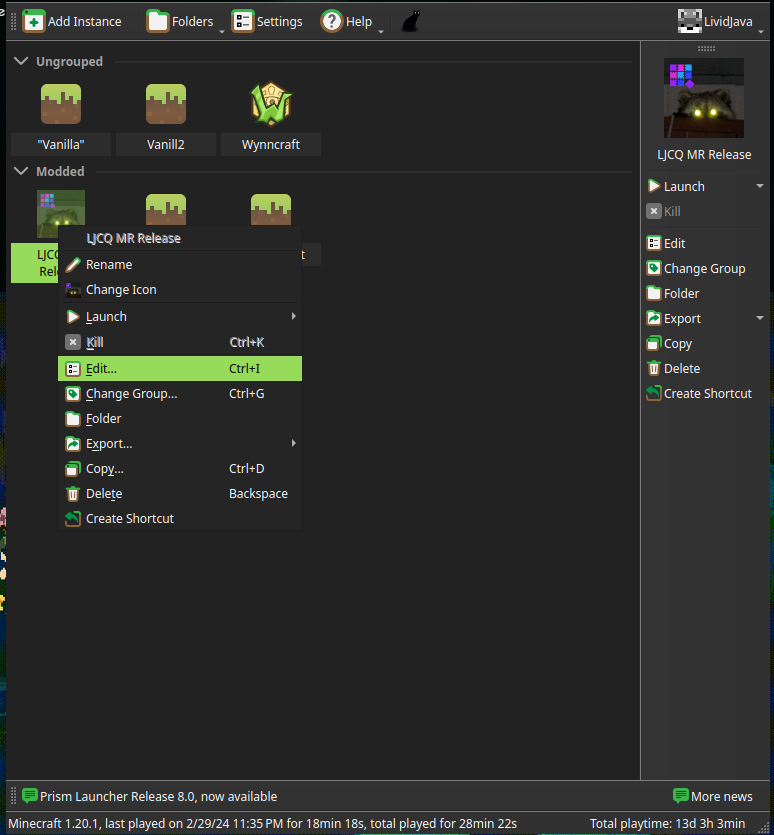 Add Instance Folders Settings ? Help LividJava
Ungrouped
"Vanilla" Vanill2 Wynncraft
Modded
LJCQ MR Release
Launch
Kill
Edit
Change Group
Folder
Export
Copy
Delete
Create Shortcut
LJCQ MR Release
Rename
Change Icon
Launch
Kill Ctrl+K
Edit... Ctrl+I
Change Group... Ctrl+G
Folder
Export...
Copy... Ctrl+D
Delete Backspace
Create Shortcut
Prism Launcher Release 8.0, now available More news
Minecraft 1.20.1, last played on 2/29/24 11:35 PM for 18min 18s, total played for 28min 22s Total playtime: 13d 3h 3min